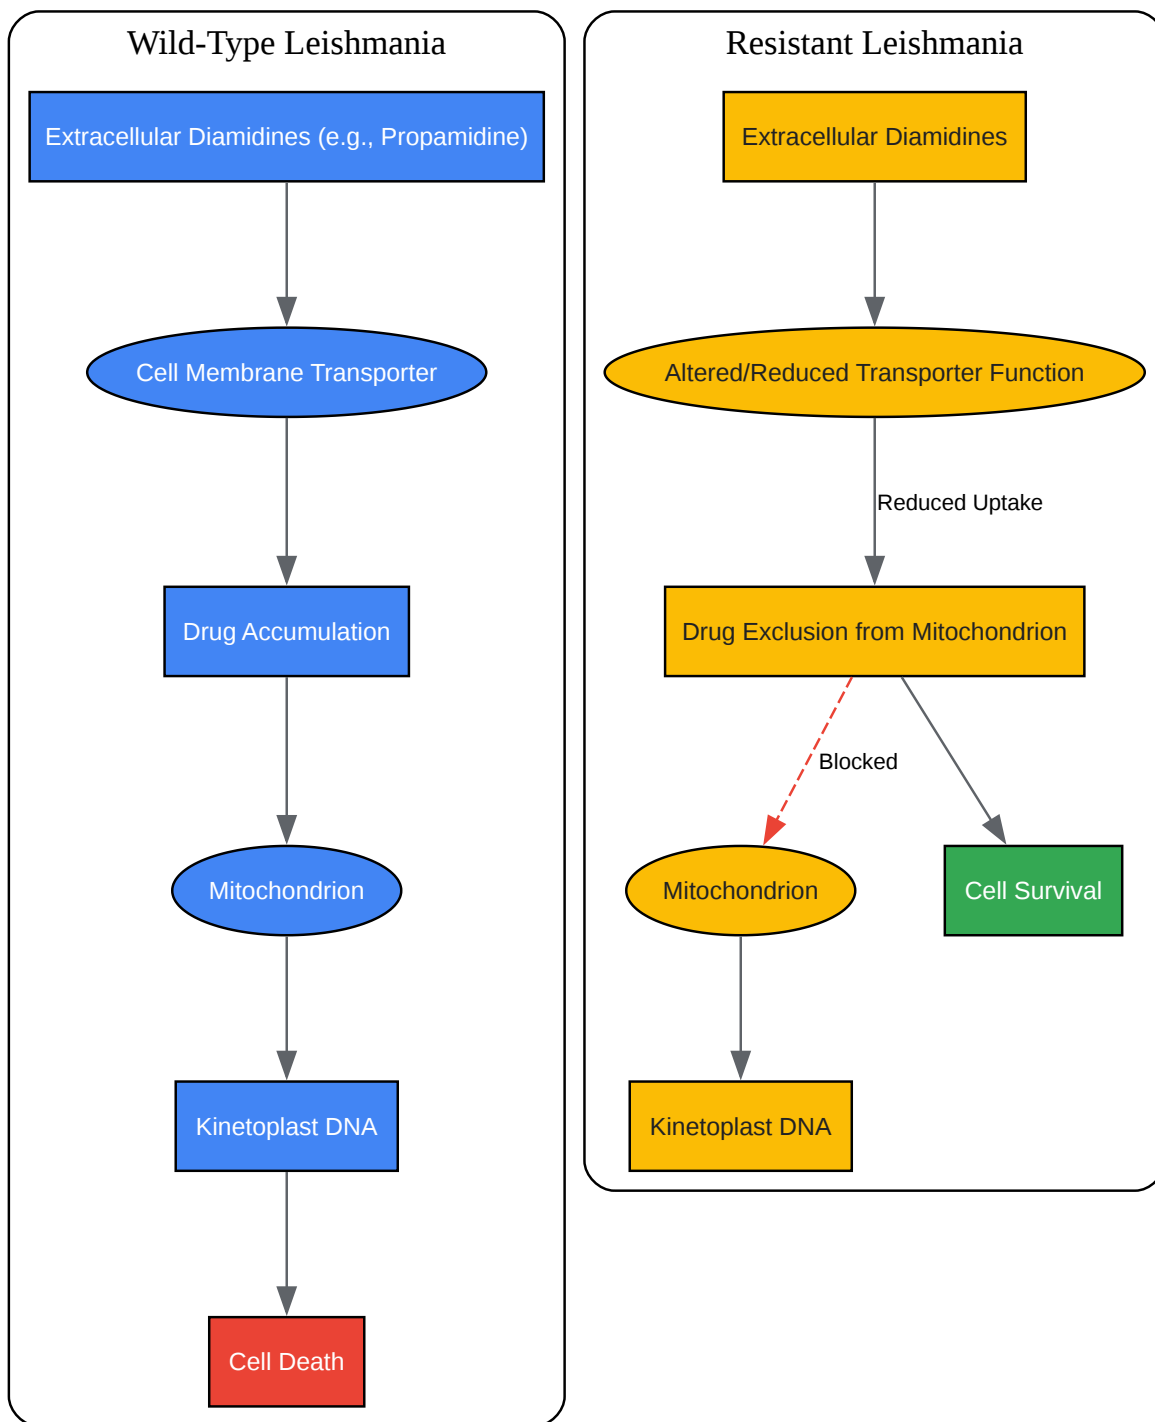 Wild-Type Leishmania
Extracellular Diamidines (e.g., Propamidine)
Cell Membrane Transporter
Drug Accumulation
Mitochondrion
Kinetoplast DNA
Cell Death
Resistant Leishmania
Extracellular Diamidines
Altered/Reduced Transporter Function
Reduced Uptake
Drug Exclusion from Mitochondrion
Blocked
Mitochondrion
Cell Survival
Kinetoplast DNA